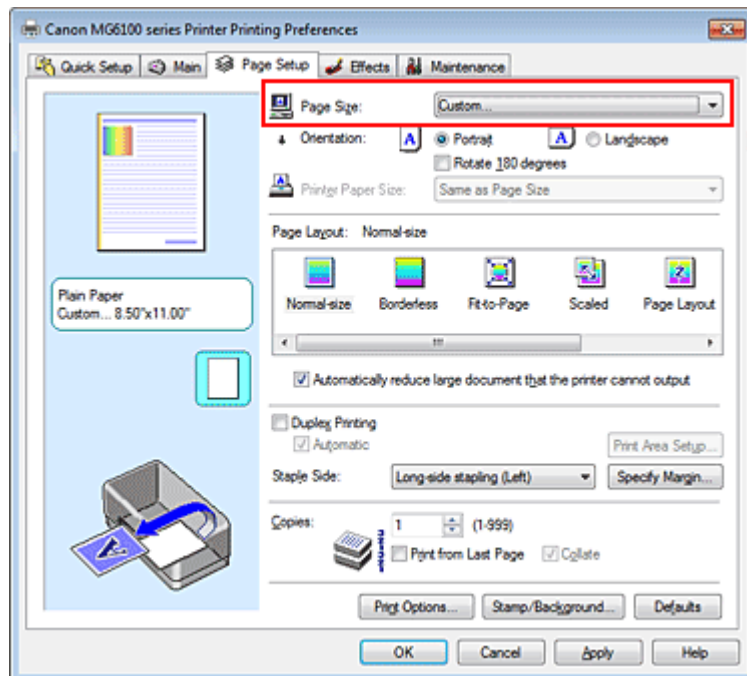 Canon MG6100 series Printer Printing Preferences
Quick Setup Main Page Setup Effects Maintenance
Page Size: Custom...
Orientation: A Portrait A Landscape
Rotate 180 degrees
Printer Paper Size: Same as Page Size
Page Layout: Normal-size
Normal-size Borderless Fit-to-Page Scaled Page Layout
Plain Paper
Custom... 8.50"x11.00"
Automatically reduce large document that the printer cannot output
Duplex Printing
Automatic
Print Area Setup...
Staple Side: Long-side stapling (Left) Specify Margin...
Copies: 1 (1-999)
Print from Last Page Collate
Print Options... Stamp/Background... Defaults
OK Cancel Apply Help